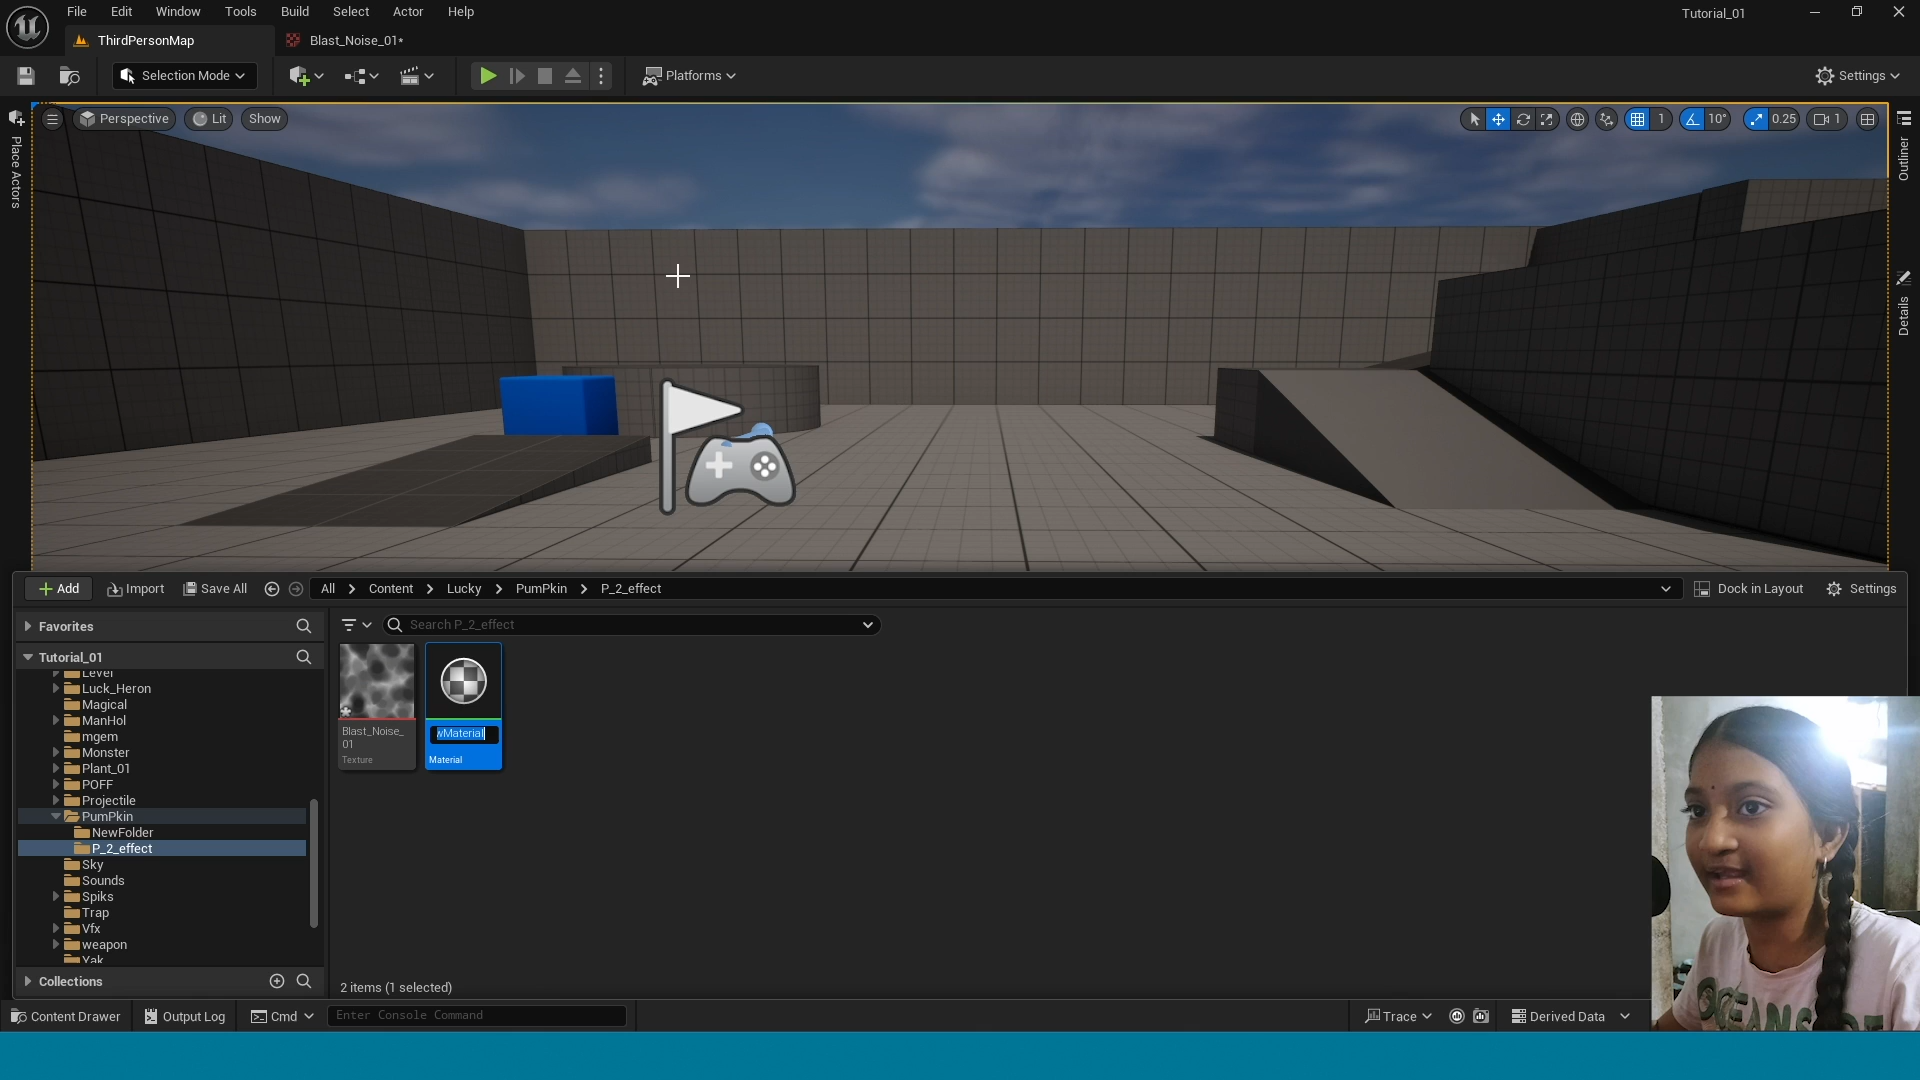 File Edit Window Tools Build Select Actor Help
Tutorial_01
ThirdPersonMap
Blast_Noise_01*
Selection Mode
Platforms
Settings
Perspective
Lit
Show
1
10°
0.25
1
Place Actors
Outliner
Details
Add
Import
Save All
All
Content
Lucky
PumPkin
P_2_effect
Dock in Layout
Settings
Favorites
Search P_2_effect
Tutorial_01
Level
Luck_Heron
Magical
ManHol
mgem
Monster
Plant_01
POFF
Projectile
PumPkin
NewFolder
P_2_effect
Sky
Sounds
Spiks
Trap
Vfx
weapon
Yak
Blast_Noise_
01
Texture
wMaterial
Material
Collections
2 items (1 selected)
Content Drawer
Output Log
Cmd
Enter Console Command
Trace
Derived Data